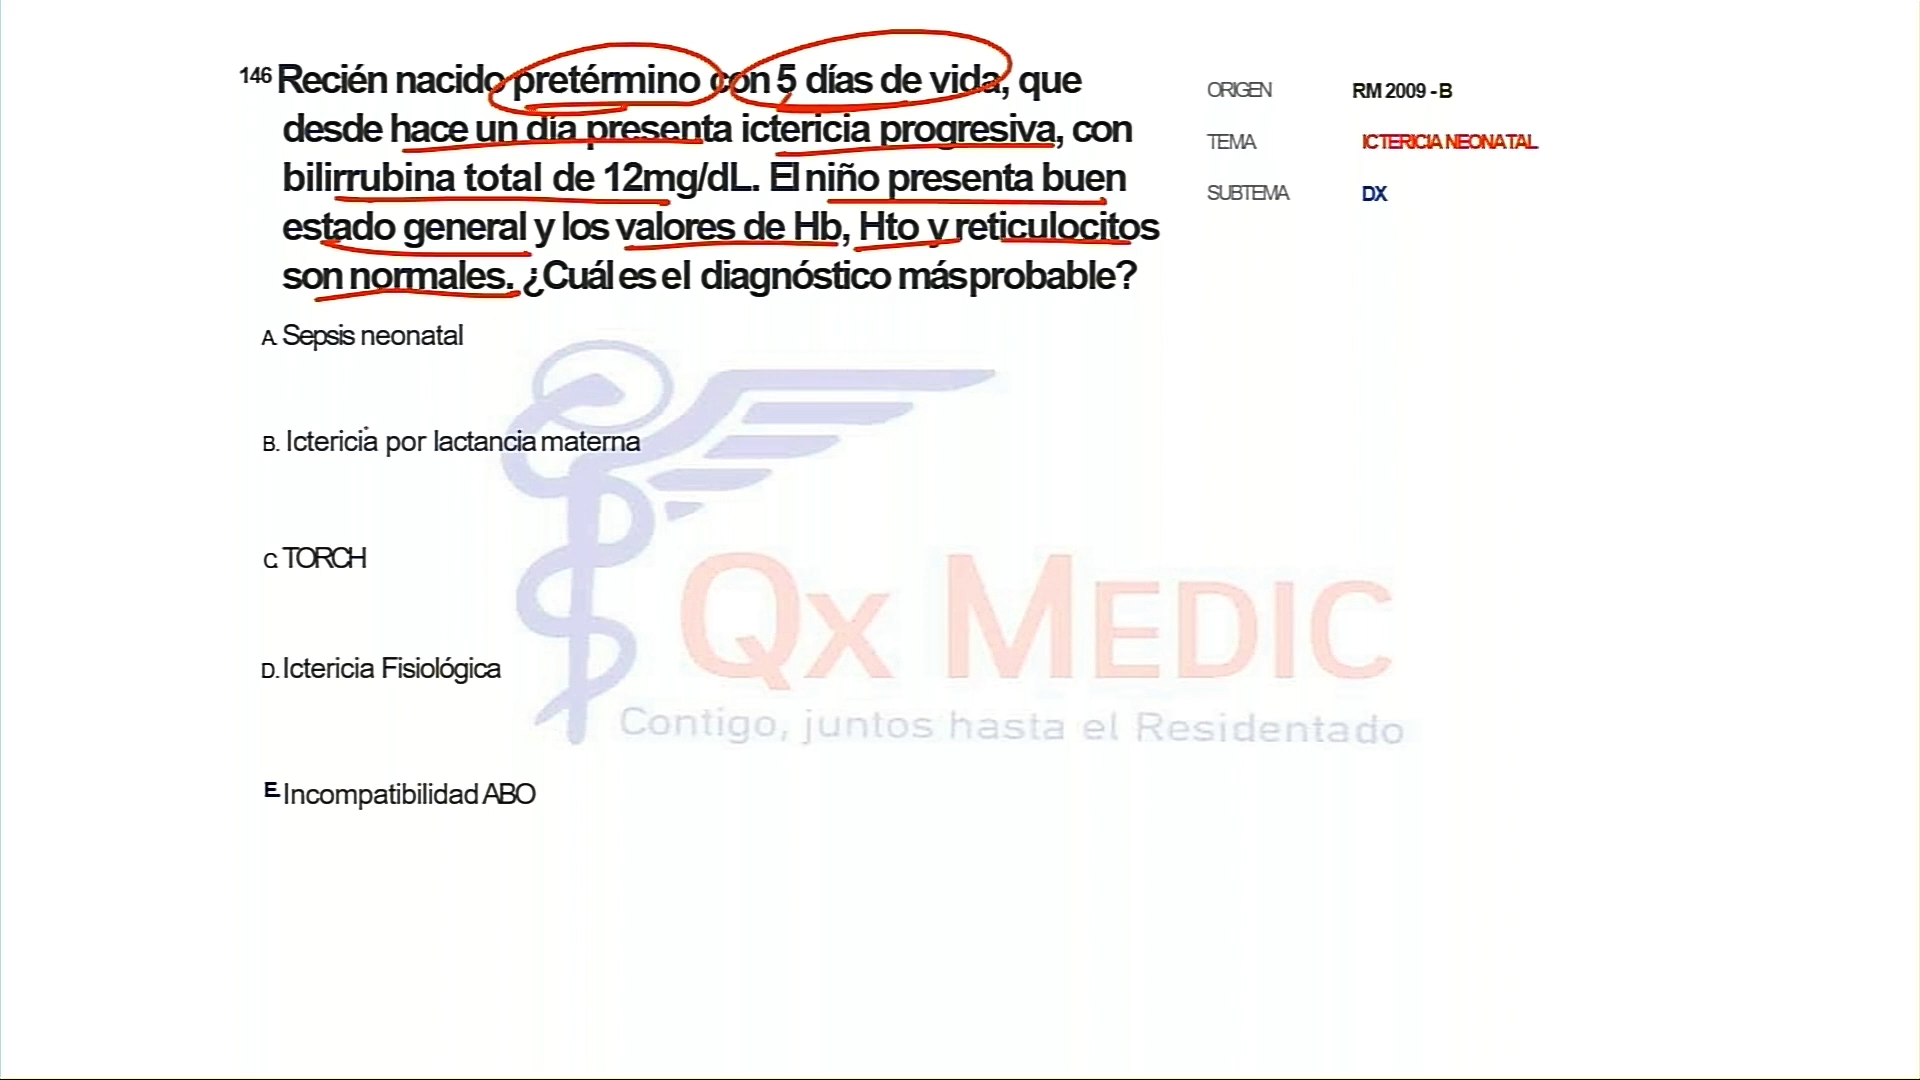 146 Recién nacido pretérmino con 5 días de vida, que
desde hace un día presenta ictericia progresiva, con
bilirrubina total de 12mg/dL. El niño presenta buen
estado general y los valores de Hb, Hto y reticulocitos
son normales. ¿Cuál es el diagnóstico más probable?
ORIGEN RM 2009 - B
TEMA ICTERICIA NEONATAL
SUBTEMA DX
A. Sepsis neonatal
B. Ictericia por lactancia materna
C. TORCH
D. Ictericia Fisiológica
E. Incompatibilidad ABO
Qx MEDIC
Contigo, juntos hasta el Residentado